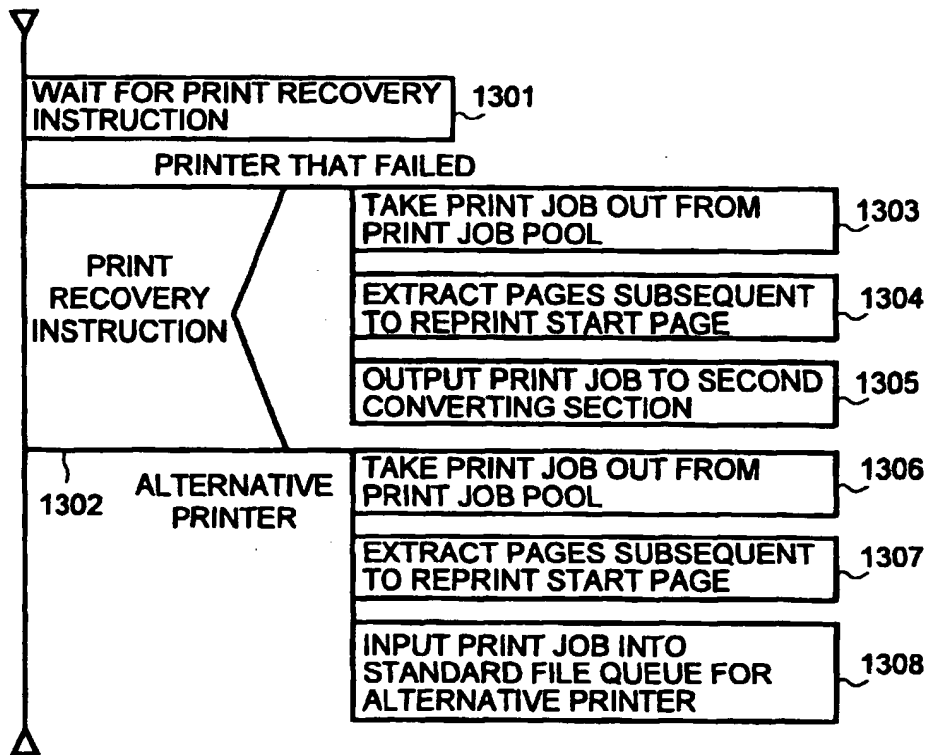 WAIT FOR PRINT RECOVERY
INSTRUCTION
1301
PRINTER THAT FAILED
PRINT
RECOVERY
INSTRUCTION
TAKE PRINT JOB OUT FROM
PRINT JOB POOL
1303
EXTRACT PAGES SUBSEQUENT
TO REPRINT START PAGE
1304
OUTPUT PRINT JOB TO SECOND
CONVERTING SECTION
1305
1302
ALTERNATIVE
PRINTER
TAKE PRINT JOB OUT FROM
PRINT JOB POOL
1306
EXTRACT PAGES SUBSEQUENT
TO REPRINT START PAGE
1307
INPUT PRINT JOB INTO
STANDARD FILE QUEUE FOR
ALTERNATIVE PRINTER
1308